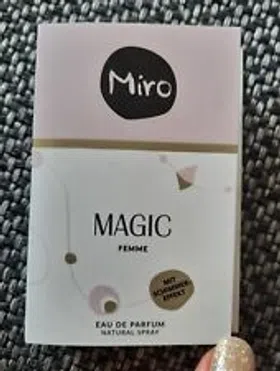 Miro
MAGIC
FEMME
MIT
SCHIMMER-
EFFEKT
EAU DE PARFUM
NATURAL SPRAY